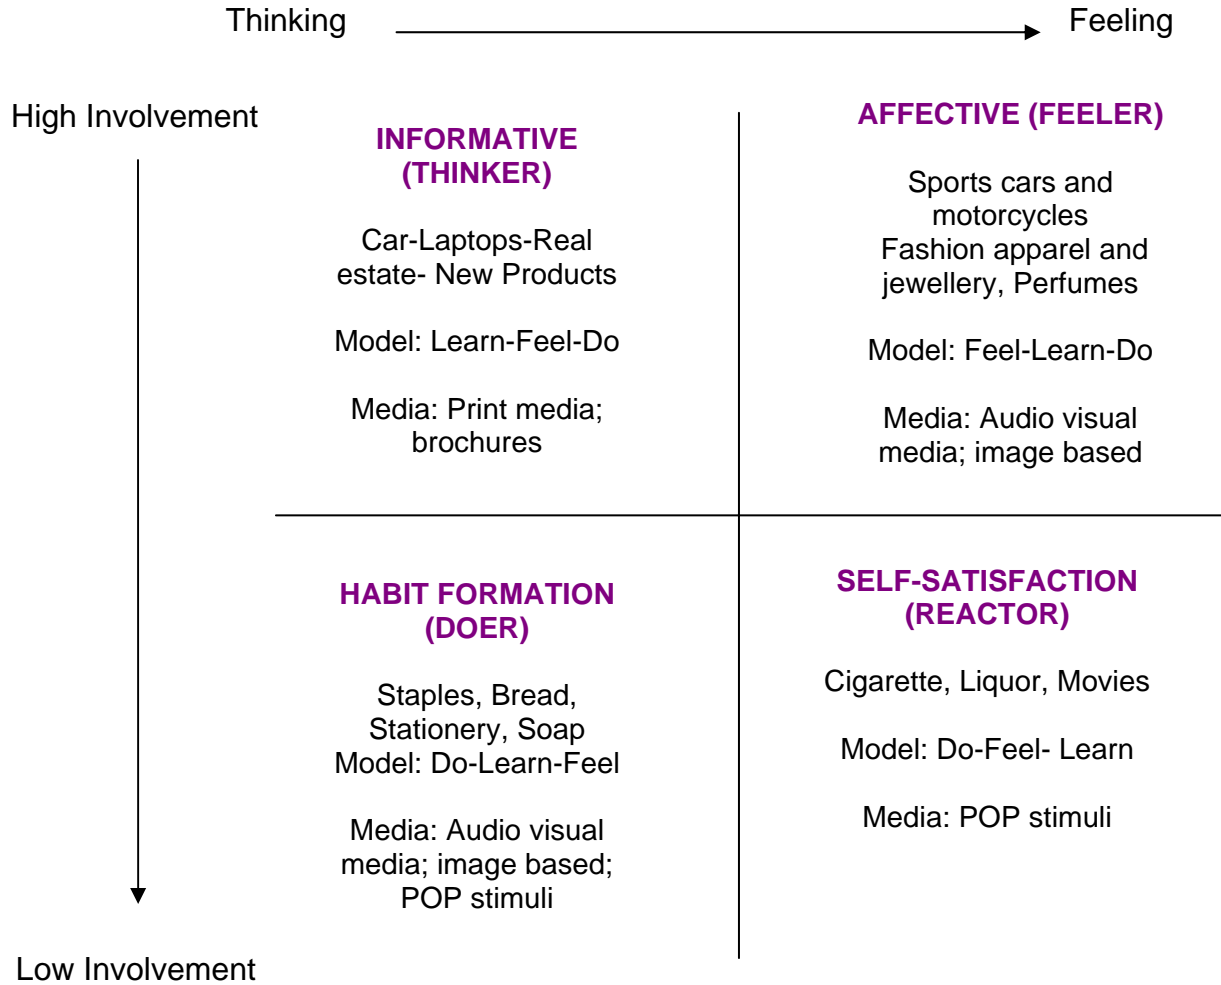 Thinking
Feeling
High Involvement
INFORMATIVE
(THINKER)
Car-Laptops-Real
estate- New Products
Model: Learn-Feel-Do
Media: Print media;
brochures
AFFECTIVE (FEELER)
Sports cars and
motorcycles
Fashion apparel and
jewellery, Perfumes
Model: Feel-Learn-Do
Media: Audio visual
media; image based
HABIT FORMATION
(DOER)
Staples, Bread,
Stationery, Soap
Model: Do-Learn-Feel
Media: Audio visual
media; image based;
POP stimuli
SELF-SATISFACTION
(REACTOR)
Cigarette, Liquor, Movies
Model: Do-Feel- Learn
Media: POP stimuli
Low Involvement